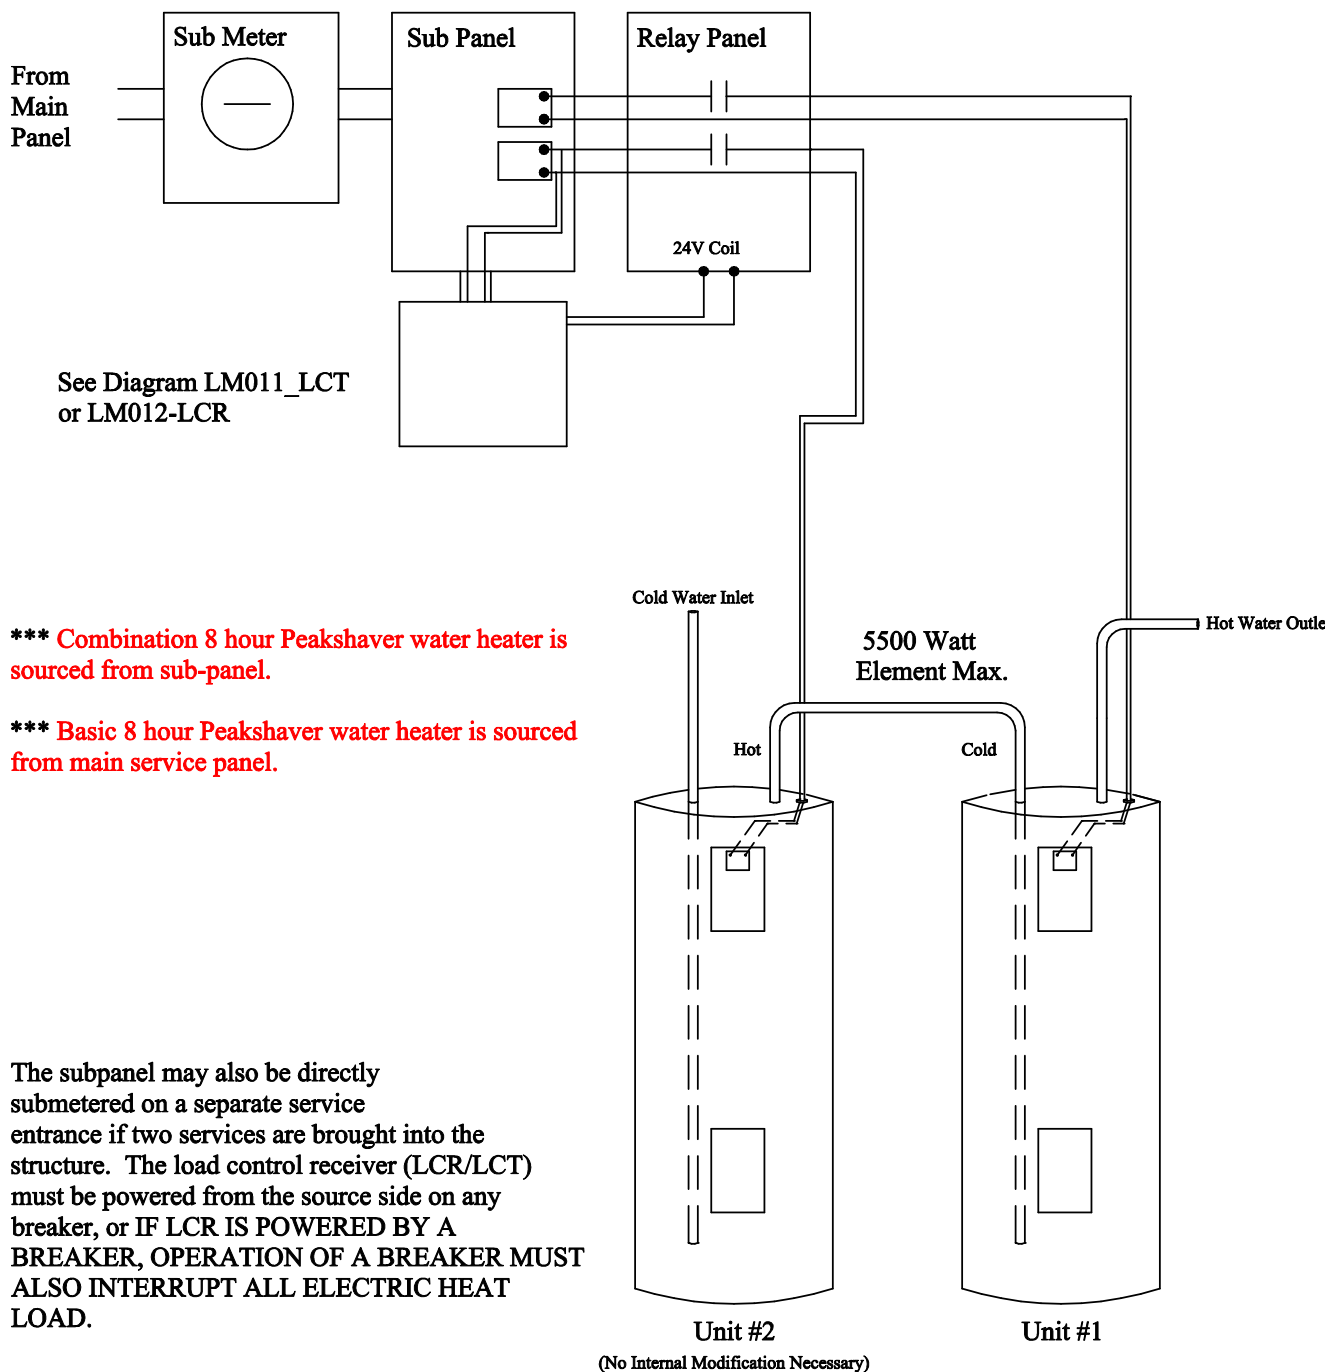 Sub Meter
Sub Panel
Relay Panel
From
Main
Panel
24V Coil
See Diagram LM011_LCT
or LM012-LCR
Cold Water Inlet
Hot Water Outle
*** Combination 8 hour Peakshaver water heater is
sourced from sub-panel.
5500 Watt
Element Max.
*** Basic 8 hour Peakshaver water heater is sourced
from main service panel.
Hot
Cold
The subpanel may also be directly
submetered on a separate service
entrance if two services are brought into the
structure.  The load control receiver (LCR/LCT)
must be powered from the source side on any
breaker, or IF LCR IS POWERED BY A
BREAKER, OPERATION OF A BREAKER MUST
ALSO INTERRUPT ALL ELECTRIC HEAT
LOAD.
Unit #2
(No Internal Modification Necessary)
Unit #1